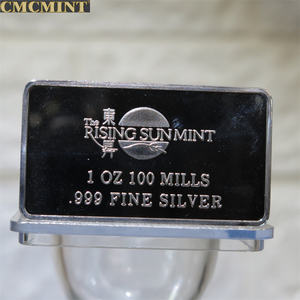 CMCMINT
The
東昇
RISING SUN MINT
1 OZ 100 MILLS
.999 FINE SILVER